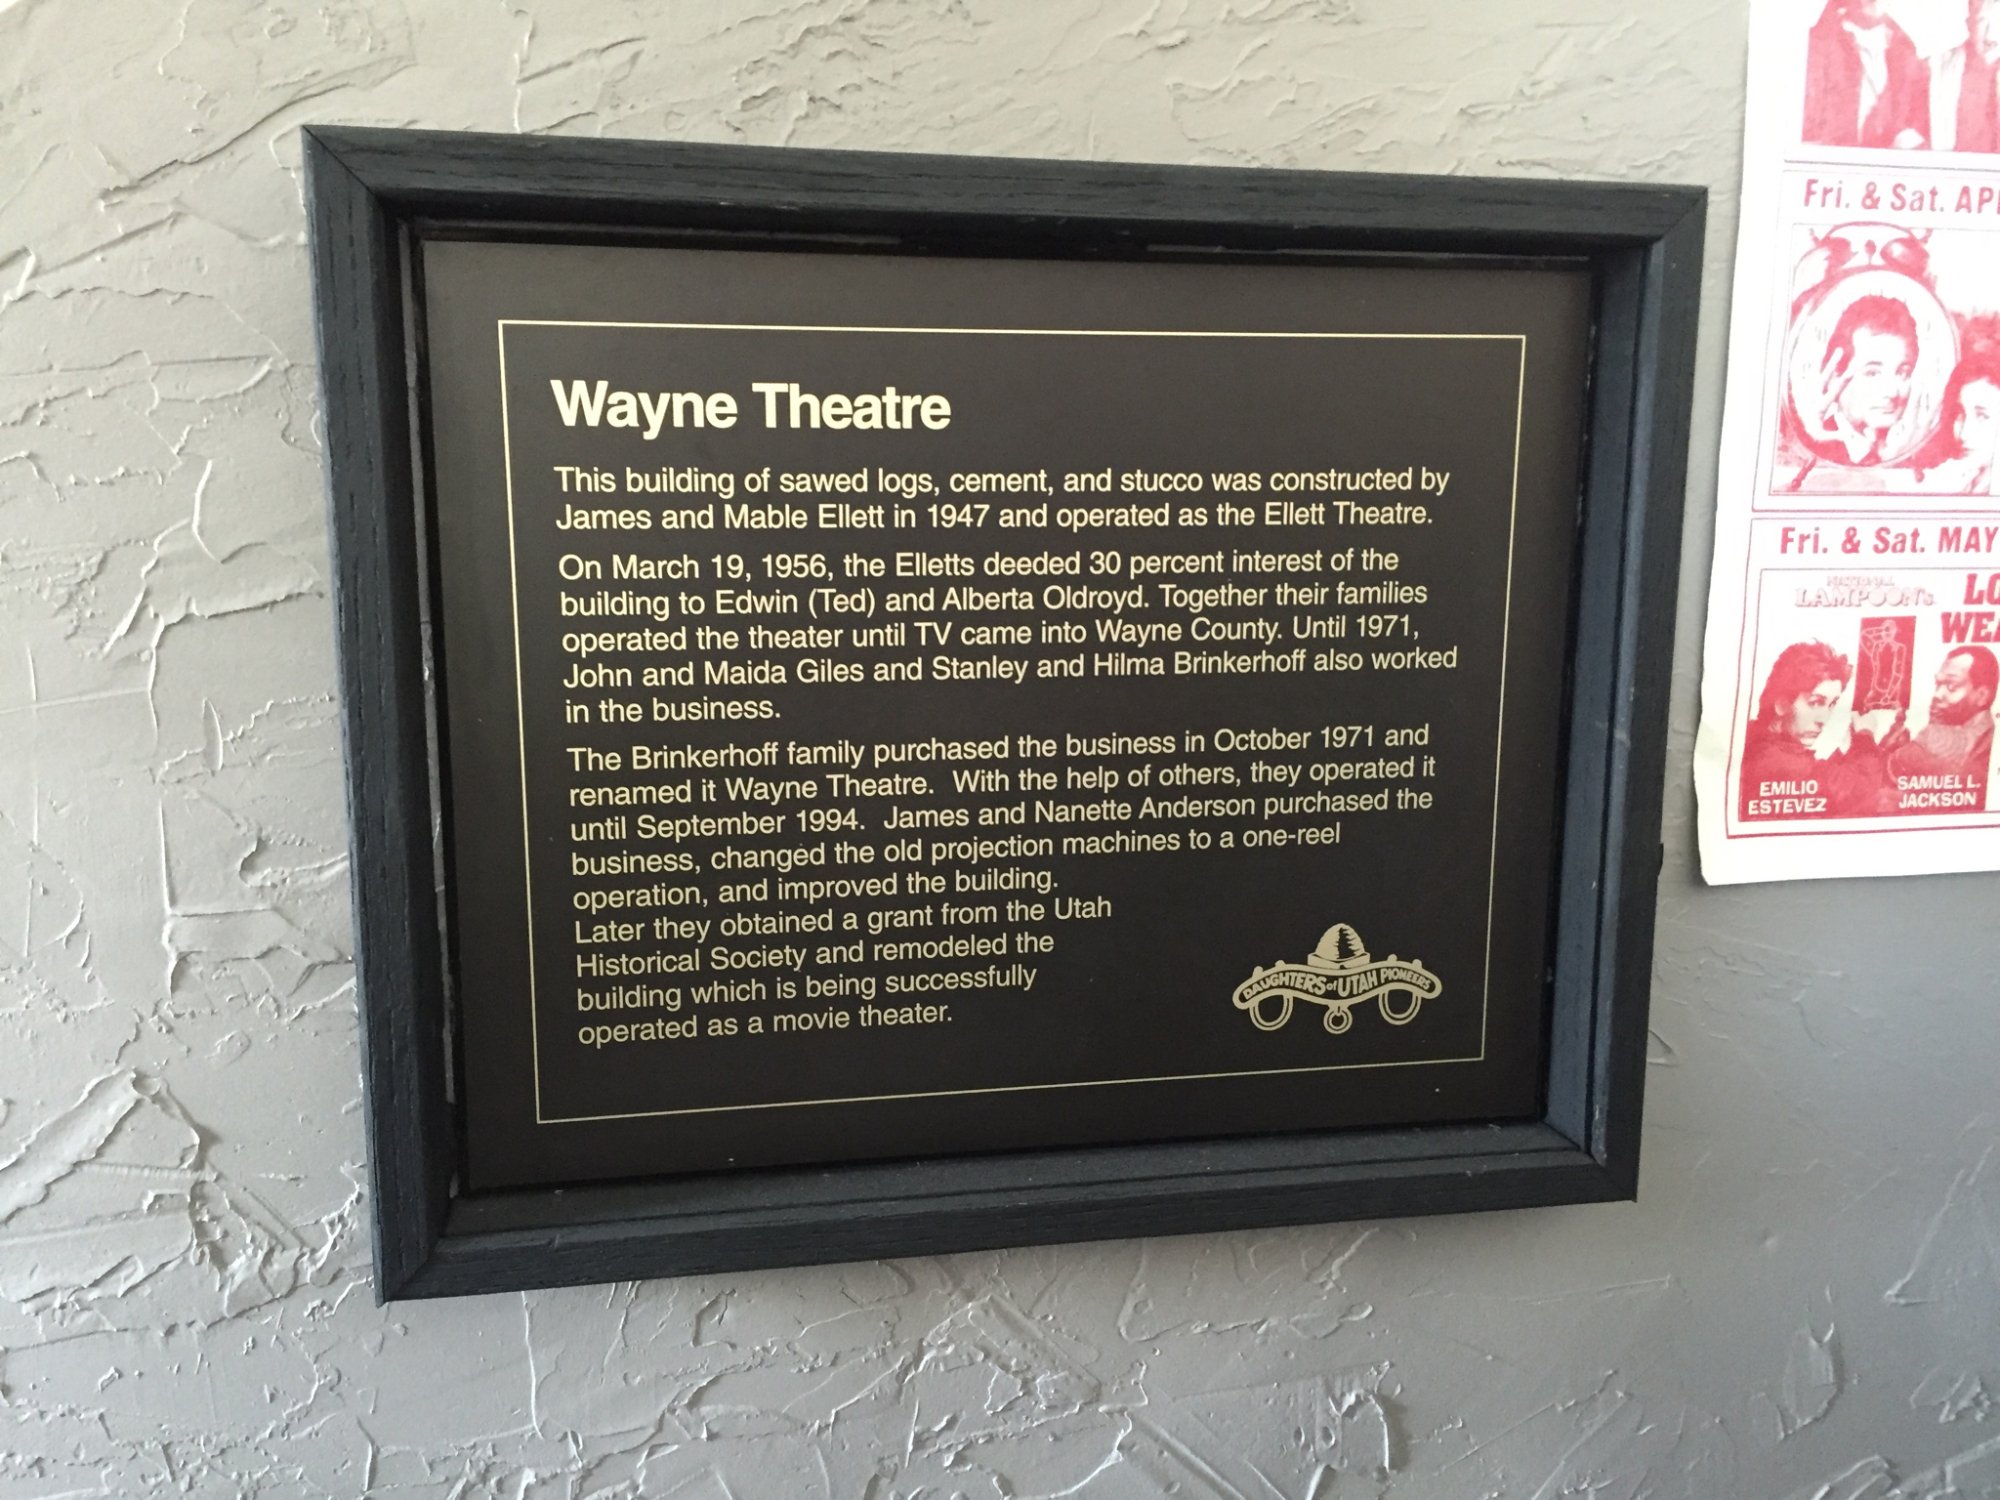 Wayne Theatre
This building of sawed logs, cement, and stucco was constructed by
James and Mable Ellett in 1947 and operated as the Ellett Theatre.
On March 19, 1956, the Elletts deeded 30 percent interest of the
building to Edwin (Ted) and Alberta Oldroyd. Together their families
operated the theater until TV came into Wayne County. Until 1971,
John and Maida Giles and Stanley and Hilma Brinkerhoff also worked
in the business.
The Brinkerhoff family purchased the business in October 1971 and
renamed it Wayne Theatre. With the help of others, they operated it
until September 1994. James and Nanette Anderson purchased the
business, changed the old projection machines to a one-reel
operation, and improved the building.
Later they obtained a grant from the Utah
Historical Society and remodeled the
building which is being successfully
operated as a movie theater.
DAUGHTERS of UTAH PIONEERS
Fri. & Sat.
Fri. & Sat. MAY
NATIONAL
LAMPOON's
EMILIO
ESTEVEZ
SAMUEL L.
JACKSON